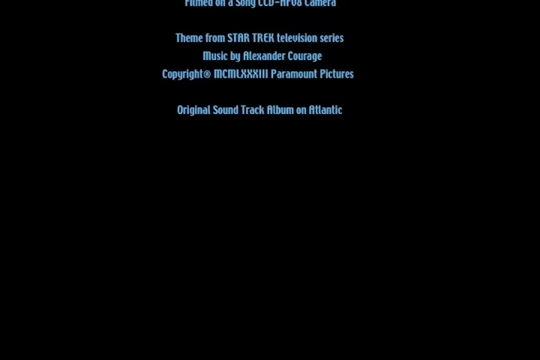 Filmed on a Sony CCD-AFV8 Camera
Theme from STAR TREK television series
Music by Alexander Courage
Copyright® MCMLXXXIII Paramount Pictures
Original Sound Track Album on Atlantic